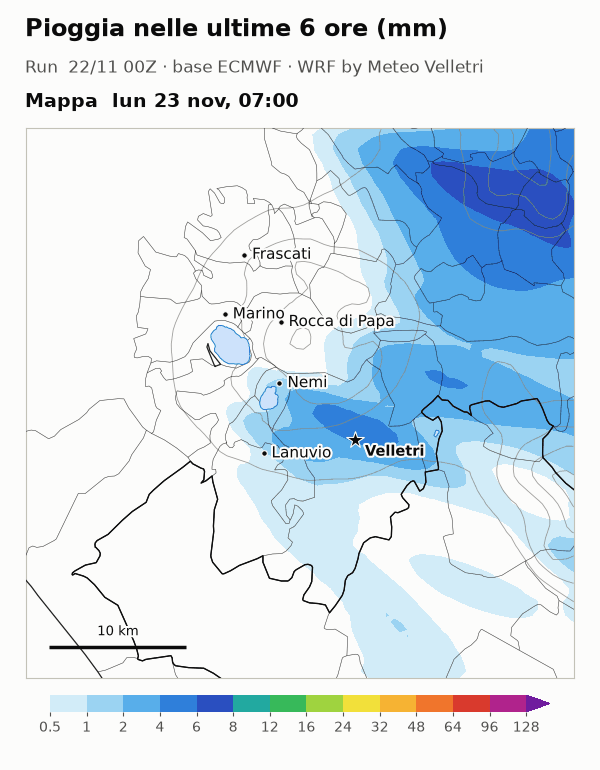 Pioggia nelle ultime 6 ore (mm)
Run  22/11 00Z · base ECMWF · WRF by Meteo Velletri
Mappa  lun 23 nov, 07:00
Frascati
Marino
Rocca di Papa
Nemi
Velletri
Lanuvio
10 km
0.5 1 2 4 6 8 12 16 24 32 48 64 96 128